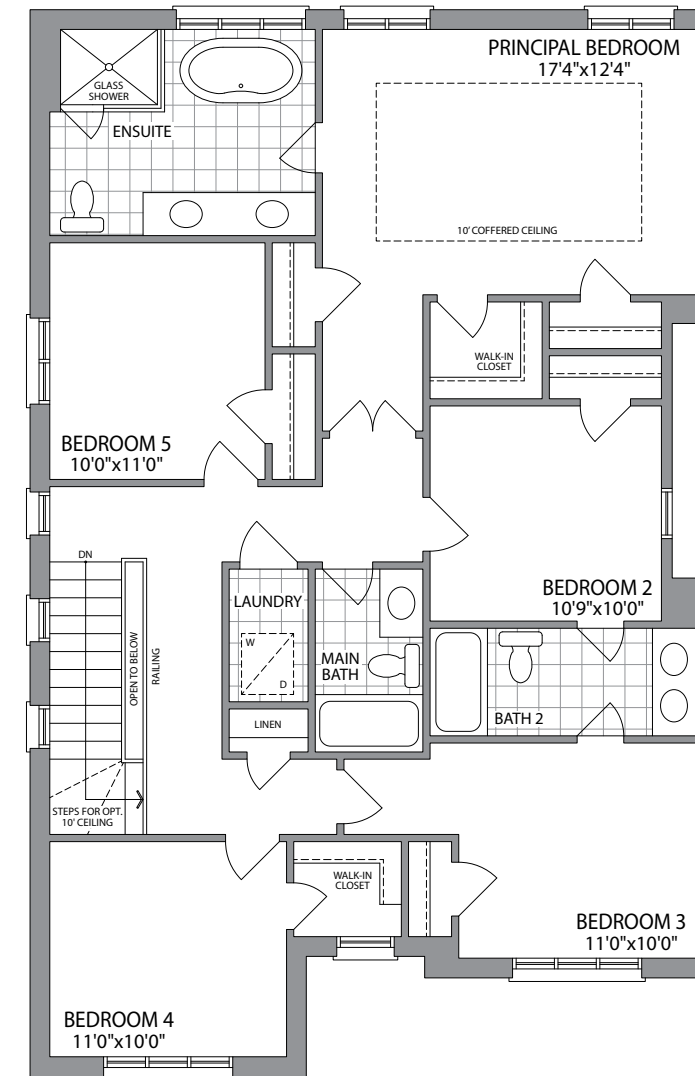 PRINCIPAL BEDROOM
17'4"x12'4"
GLASS
SHOWER
ENSUITE
10' COFFERED CEILING
WALK-IN
CLOSET
BEDROOM 5
10'0"x11'0"
DN
BEDROOM 2
10'9"x10'0"
LAUNDRY
W
D
MAIN
BATH
OPEN TO BELOW
RAILING
LINEN
BATH 2
STEPS FOR OPT.
10' CEILING
WALK-IN
CLOSET
BEDROOM 3
11'0"x10'0"
BEDROOM 4
11'0"x10'0"